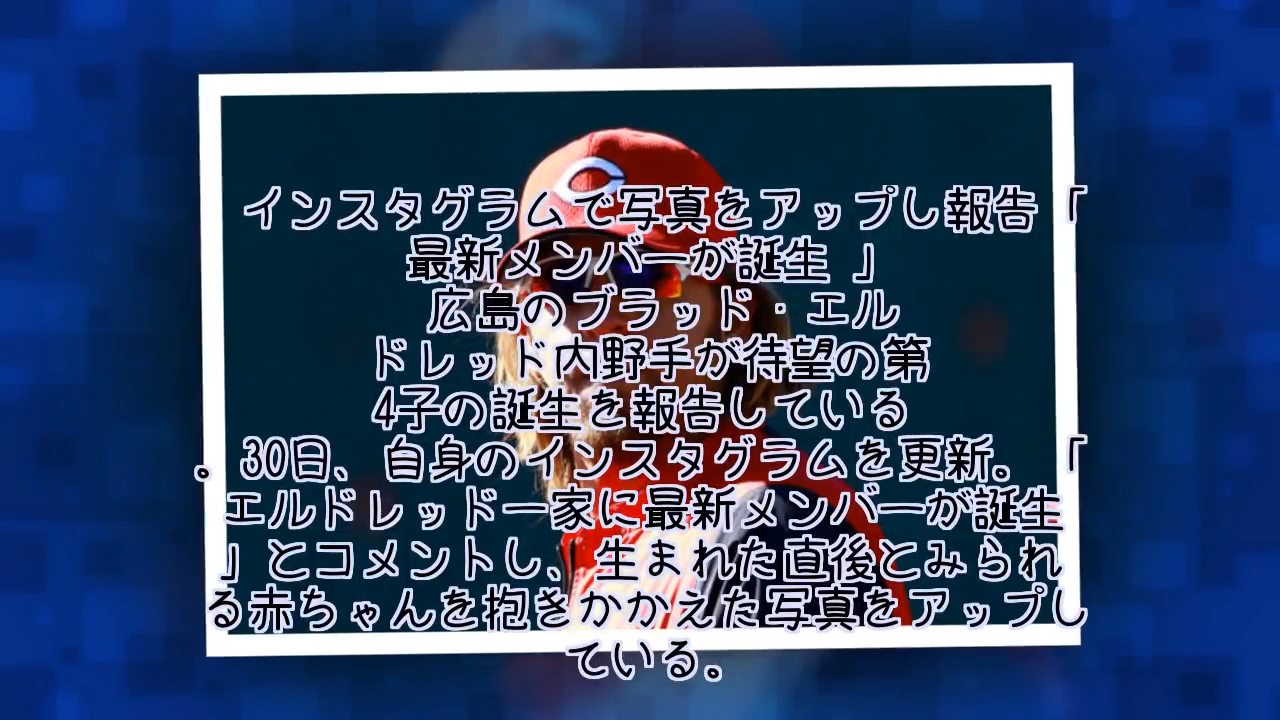 インスタグラムで写真をアップし報告「
最新メンバーが誕生 」
広島のブラッド・エル
ドレッド内野手が待望の第
4子の誕生を報告している
。30日、自身のインスタグラムを更新。「
エルドレッド一家に最新メンバーが誕生
」とコメントし、生まれた直後とみられ
る赤ちゃんを抱きかかえた写真をアップし
ている。
C